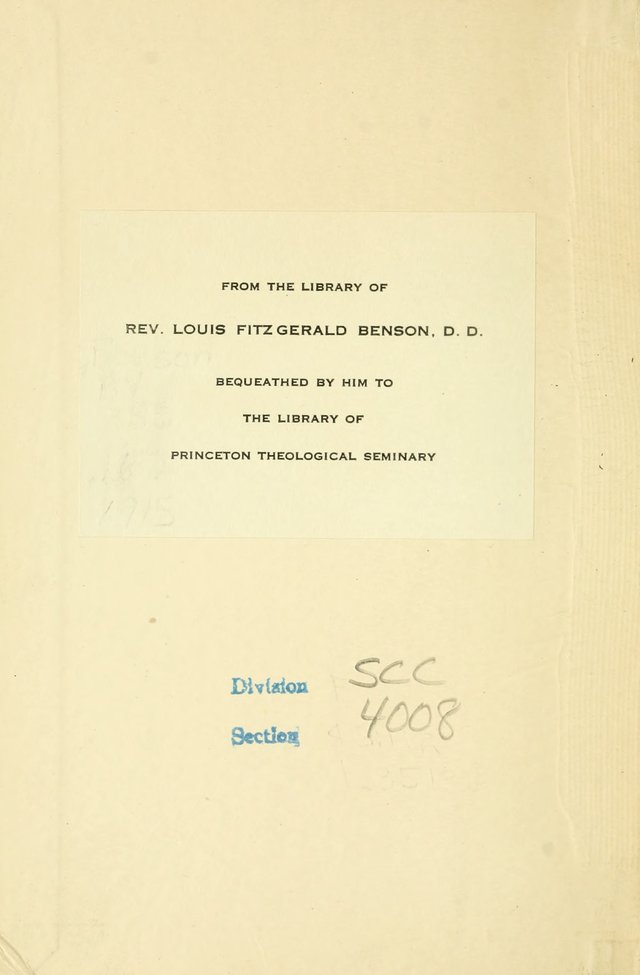 FROM THE LIBRARY OF
REV. LOUIS FITZGERALD BENSON, D. D.
BEQUEATHED BY HIM TO
THE LIBRARY OF
PRINCETON THEOLOGICAL SEMINARY
1915
Division SCC
Section 4008